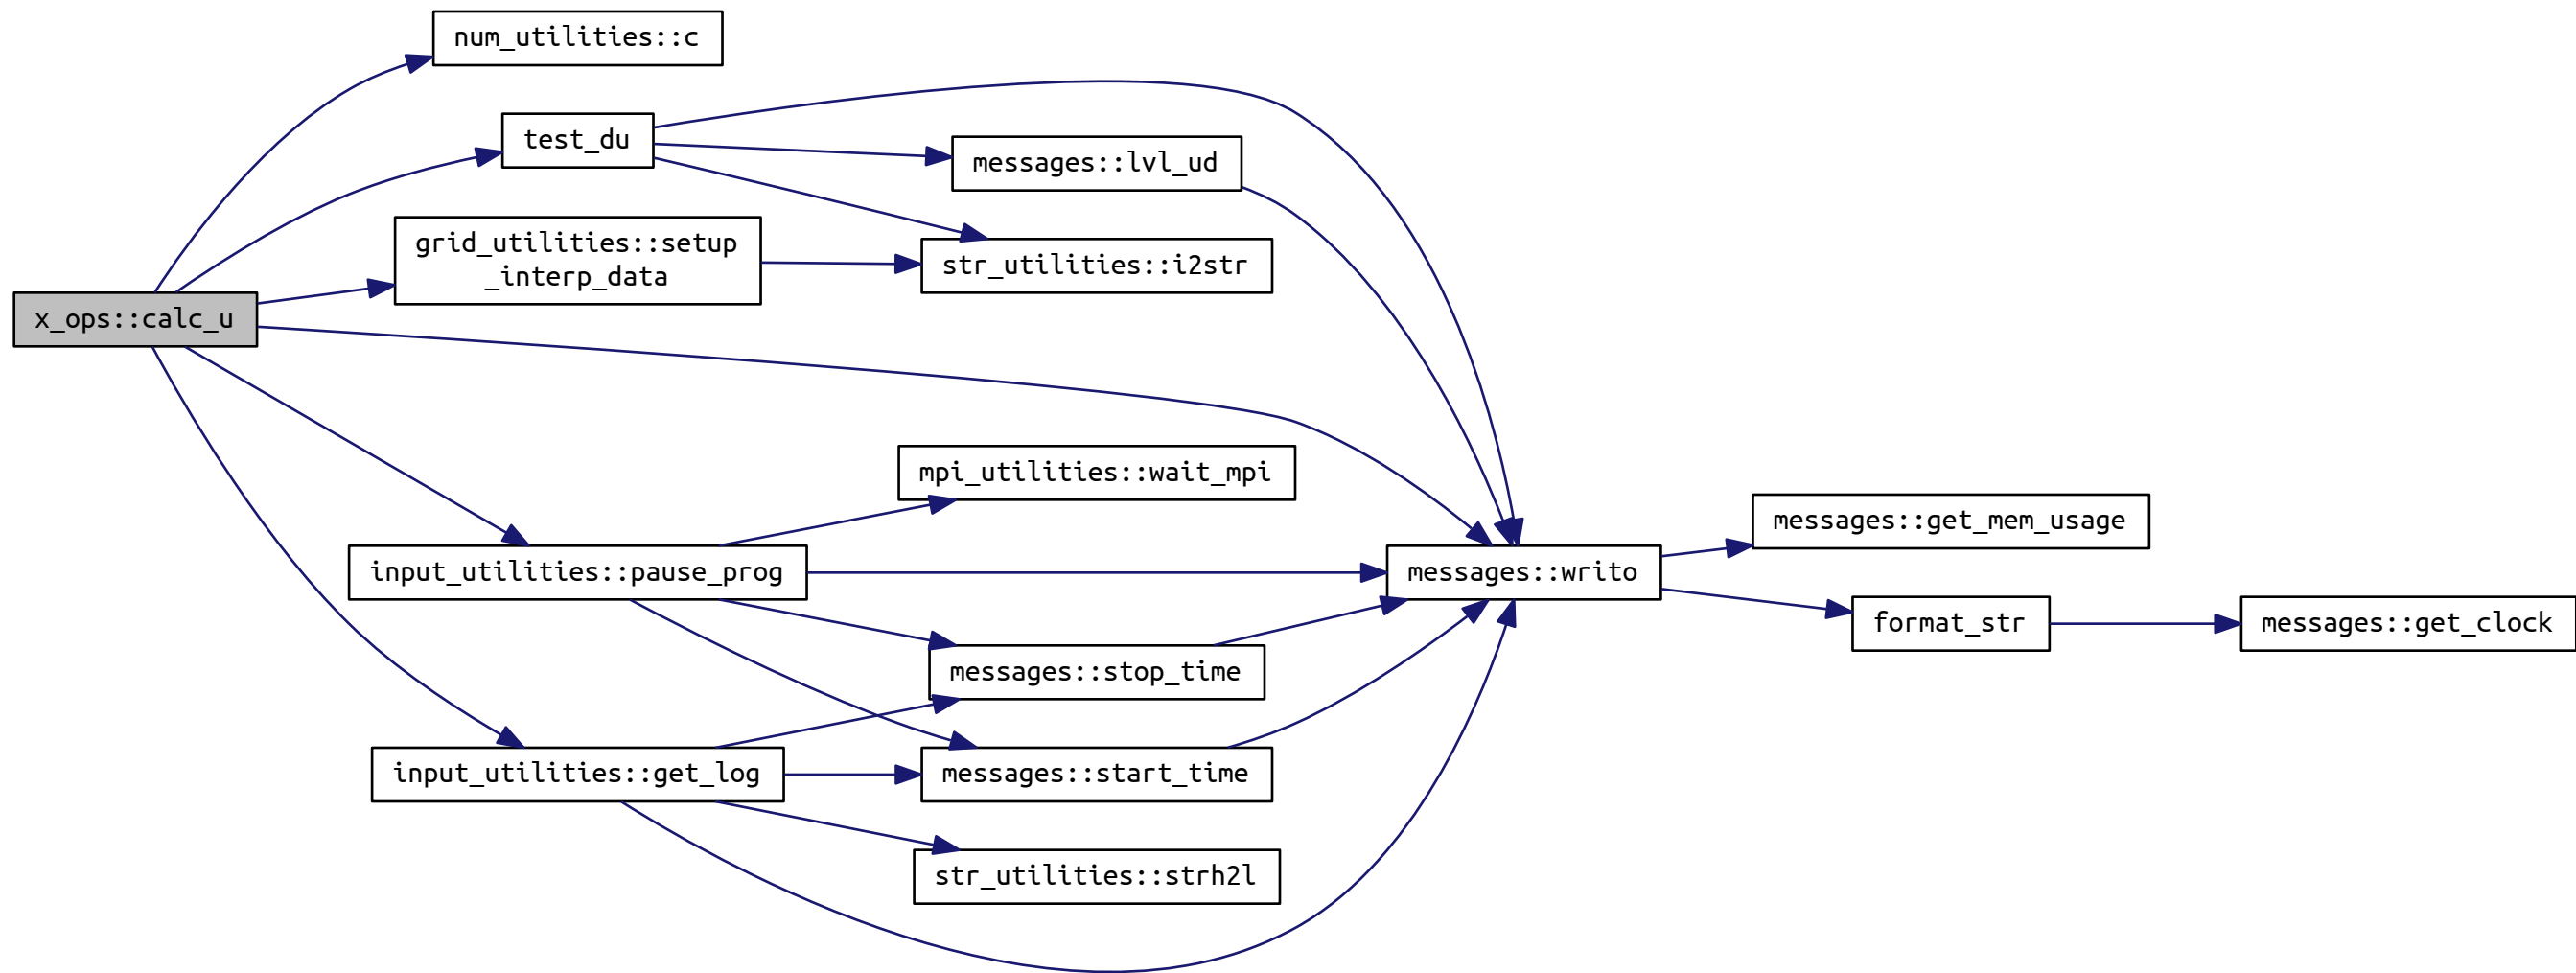 num_utilities::c
test_du
messages::lvl_ud
grid_utilities::setup
_interp_data
str_utilities::i2str
x_ops::calc_u
mpi_utilities::wait_mpi
messages::get_mem_usage
input_utilities::pause_prog
messages::writo
format_str
messages::get_clock
messages::stop_time
input_utilities::get_log
messages::start_time
str_utilities::strh2l